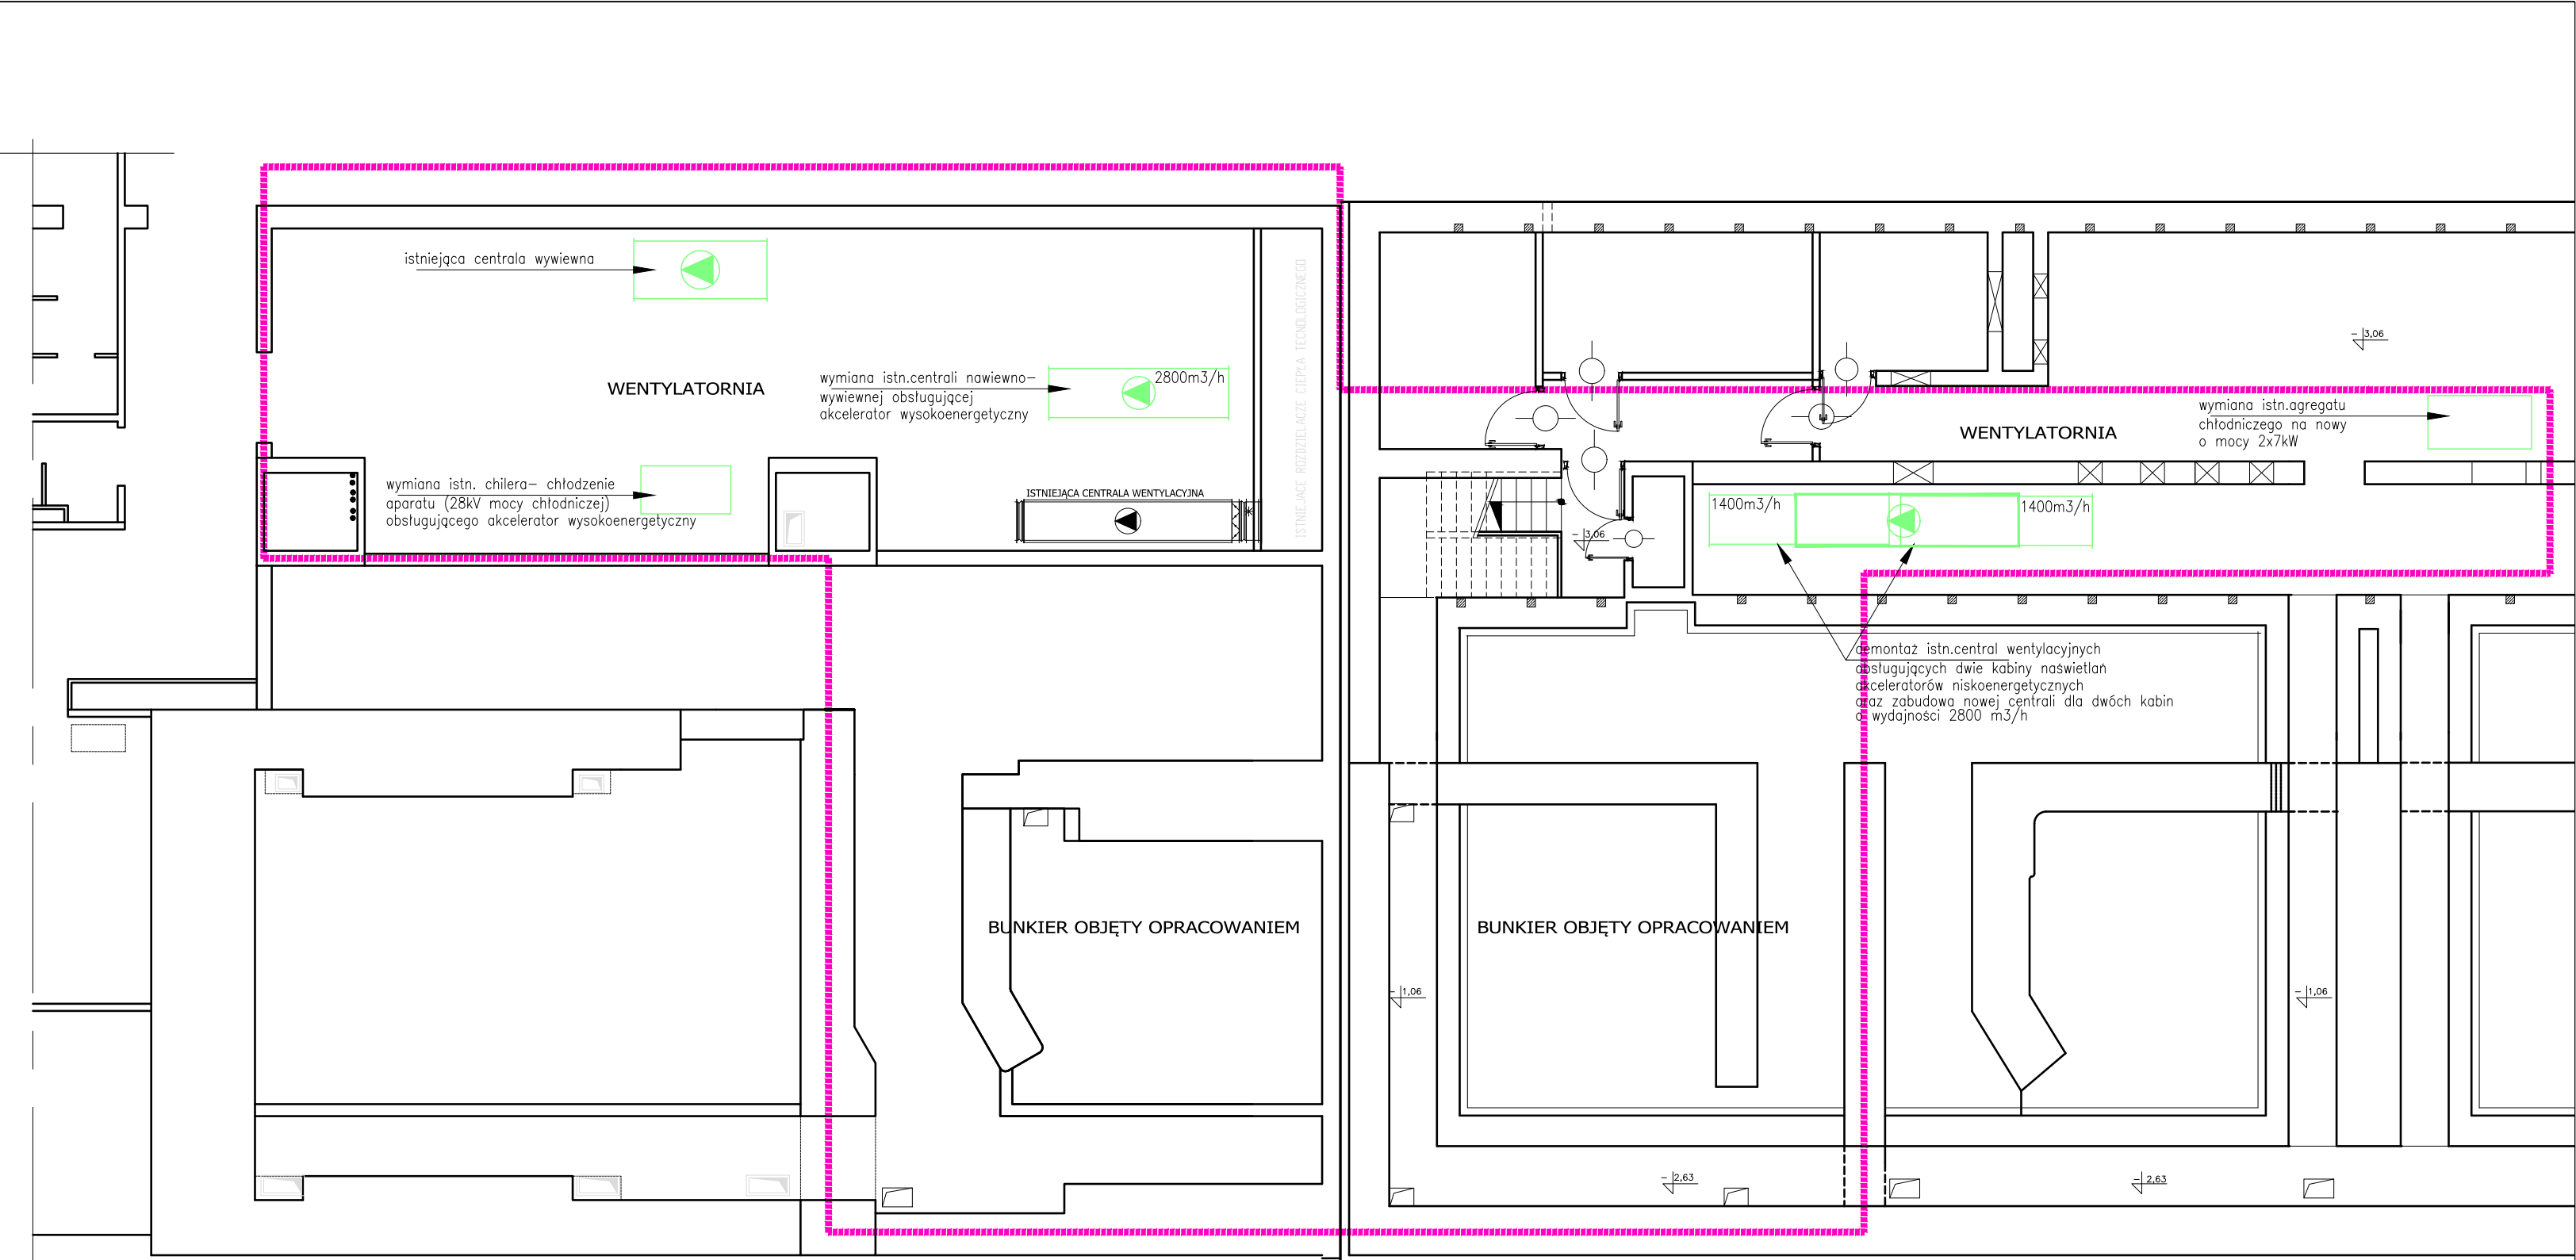 istniejąca centrala wywiewna
WENTYLATORNIA
wymiana istn.centrali nawiewno-
wywiewnej obsługującej
akcelerator wysokoenergetyczny
2800m3/h
ISTNIEJĄCE ROZDZIELACZE CIEPŁA TECNOLOGICZNEGO
wymiana istn. chilera- chłodzenie
aparatu (28kV mocy chłodniczej)
obsługującego akcelerator wysokoenergetyczny
ISTNIEJĄCA CENTRALA WENTYLACYJNA
- 3,06
WENTYLATORNIA
wymiana istn.agregatu
chłodniczego na nowy
o mocy 2x7kW
1400m3/h
1400m3/h
- 3,06
demontaż istn.central wentylacyjnych
obsługujących dwie kabiny naświetlań
akceleratorów niskoenergetycznych
oraz zabudowa nowej centrali dla dwóch kabin
o wydajności 2800 m3/h
BUNKIER OBJĘTY OPRACOWANIEM
BUNKIER OBJĘTY OPRACOWANIEM
- 1,06
- 1,06
- 2,63
- 2,63